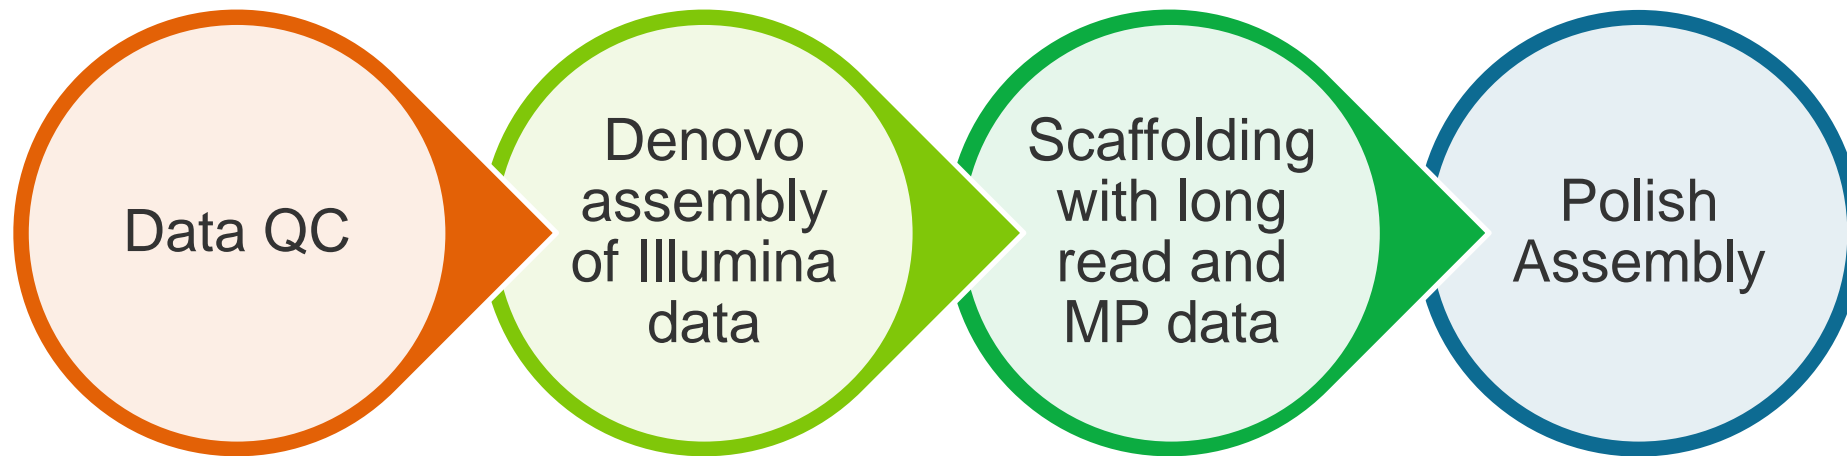 Data QC
Denovo
assembly
of Illumina
data
Scaffolding
with long
read and
MP data
Polish
Assembly